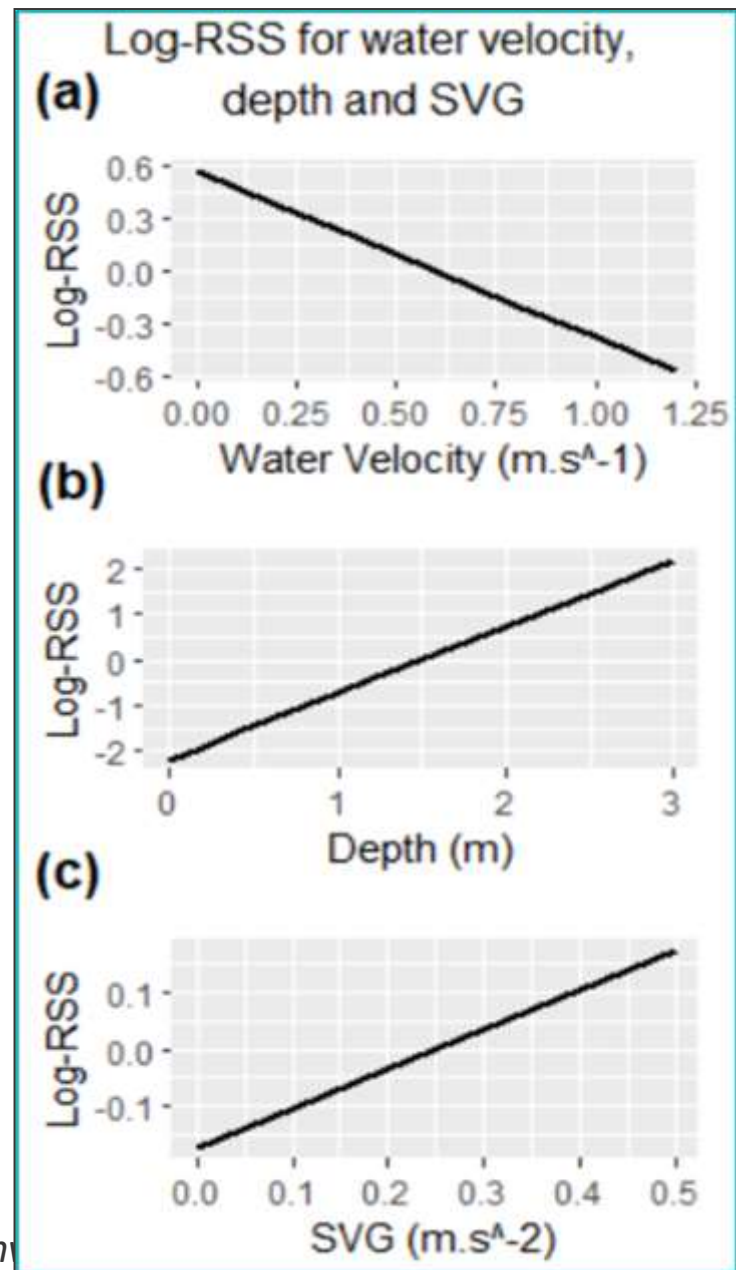 Log-RSS for water velocity,
(a)
depth and SVG
Log-RSS
0.6
0.3
0.0
-0.3
-0.6
0.00 0.25 0.50 0.75 1.00 1.25
Water Velocity (m.s^-1)
(b)
Log-RSS
2
1
0
-1
-2
0 1 2 3
Depth (m)
(c)
Log-RSS
0.1
0.0
-0.1
0.0 0.1 0.2 0.3 0.4 0.5
SVG (m.s^-2)